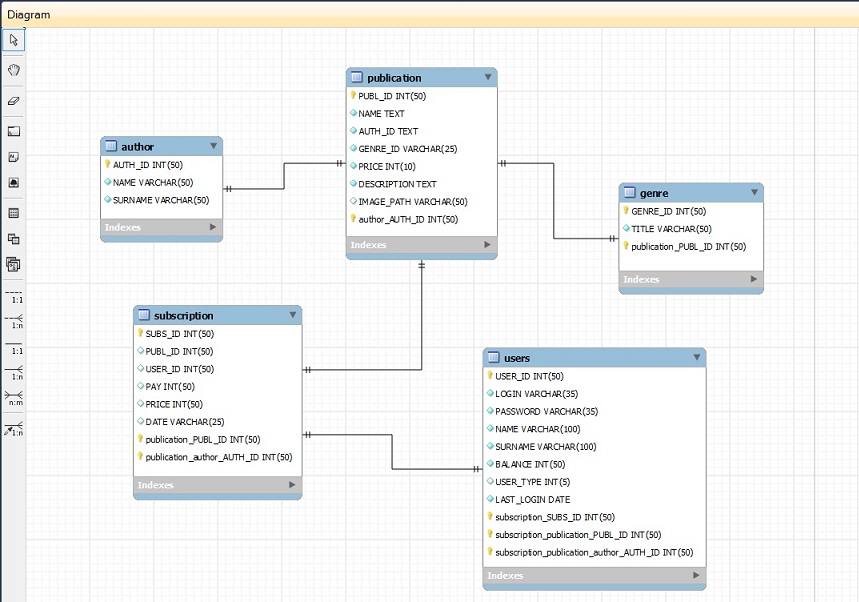 Diagram
publication
PUBL_ID INT(50)
NAME TEXT
AUTH_ID TEXT
GENRE_ID VARCHAR(25)
PRICE INT(10)
DESCRIPTION TEXT
IMAGE_PATH VARCHAR(50)
author_AUTH_ID INT(50)
Indexes
author
AUTH_ID INT(50)
NAME VARCHAR(50)
SURNAME VARCHAR(50)
Indexes
genre
GENRE_ID INT(50)
TITLE VARCHAR(50)
publication_PUBL_ID INT(50)
Indexes
subscription
SUBS_ID INT(50)
PUBL_ID INT(50)
USER_ID INT(50)
PAY INT(50)
PRICE INT(50)
DATE VARCHAR(25)
publication_PUBL_ID INT(50)
publication_author_AUTH_ID INT(50)
Indexes
users
USER_ID INT(50)
LOGIN VARCHAR(35)
PASSWORD VARCHAR(35)
NAME VARCHAR(100)
SURNAME VARCHAR(100)
BALANCE INT(50)
USER_TYPE INT(5)
LAST_LOGIN DATE
subscription_SUBS_ID INT(50)
subscription_publication_PUBL_ID INT(50)
subscription_publication_author_AUTH_ID INT(50)
Indexes
1:1
1:n
1:1
1:n
n:m
1:n